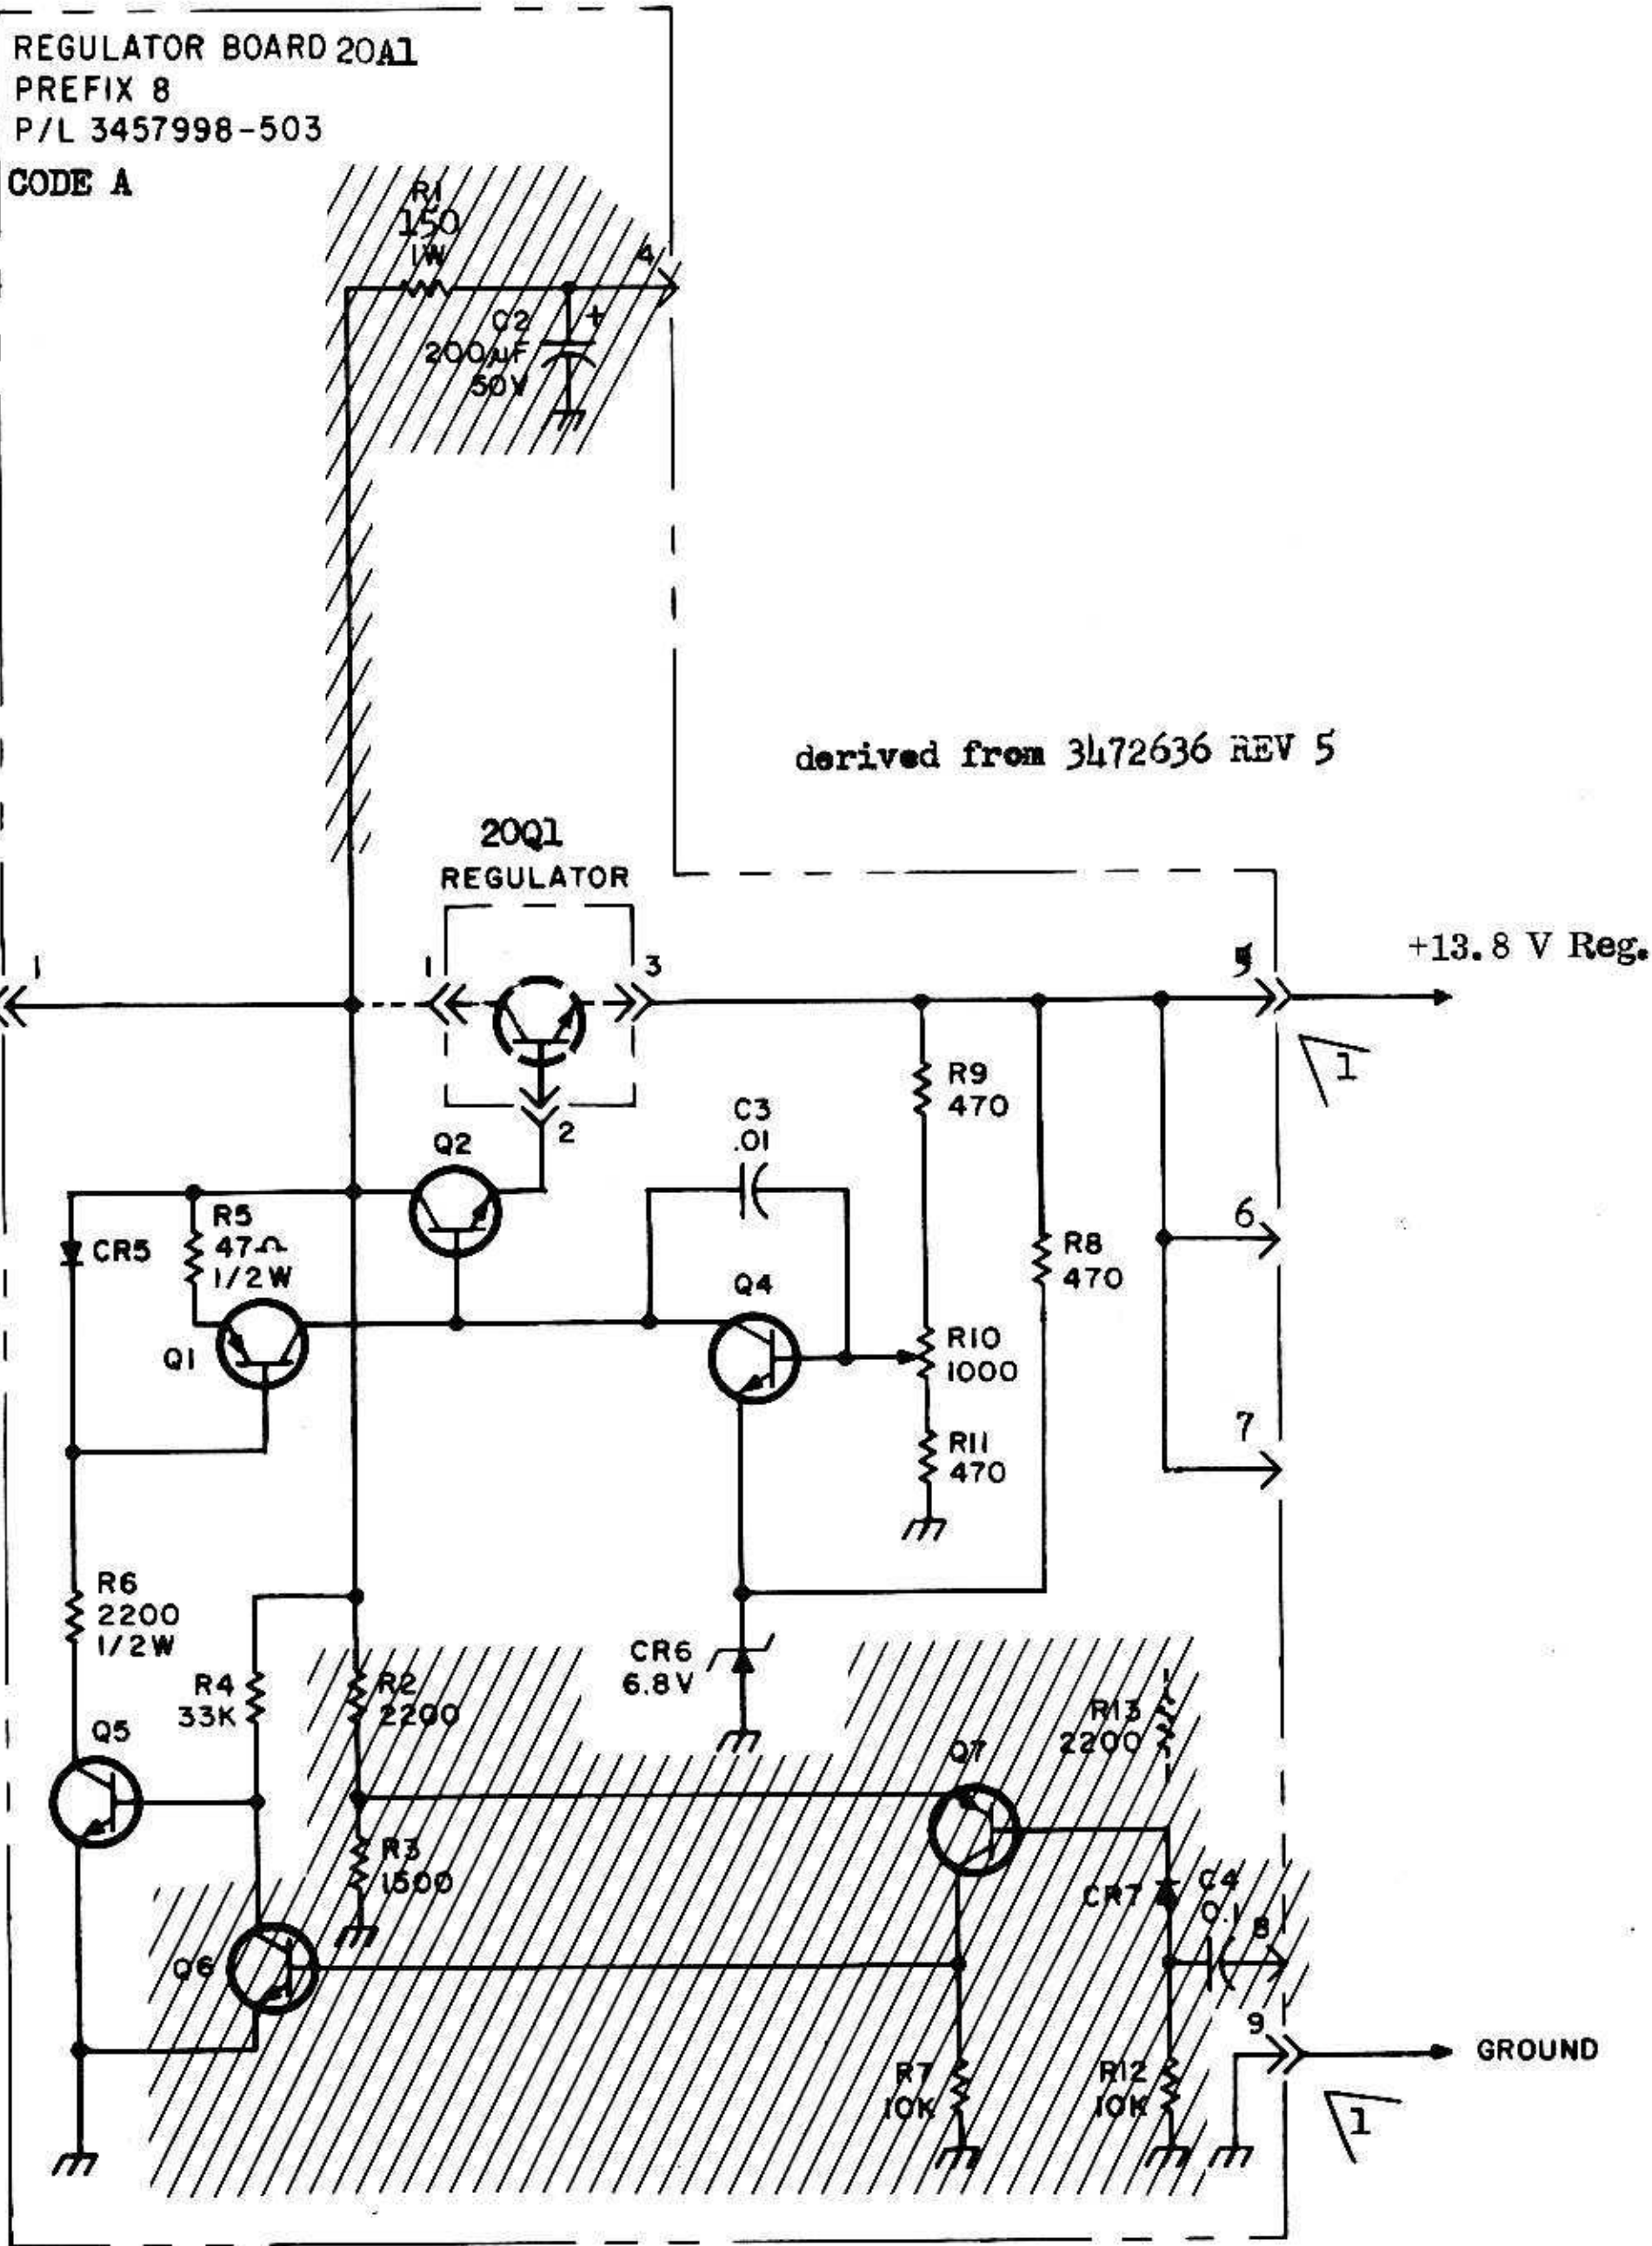 REGULATOR BOARD 20A1
PREFIX 8
P/L 3457998-503
CODE A
R1
150
1W
4
C2
+
200µF
50V
derived from 3472636 REV 5
20Q1
REGULATOR
+13.8 V Reg.
1
1
3
5
1
R9
470
C3
.01
2
Q2
6
R5
47Ω
1/2W
CR5
R8
470
Q4
Q1
R10
1000
7
R11
470
R6
2200
1/2W
CR6
6.8V
R4
33K
R2
2200
R13
2200
Q5
Q7
R3
1500
CR7
C4
0.1
8
Q6
9
GROUND
R7
10K
R12
10K
1